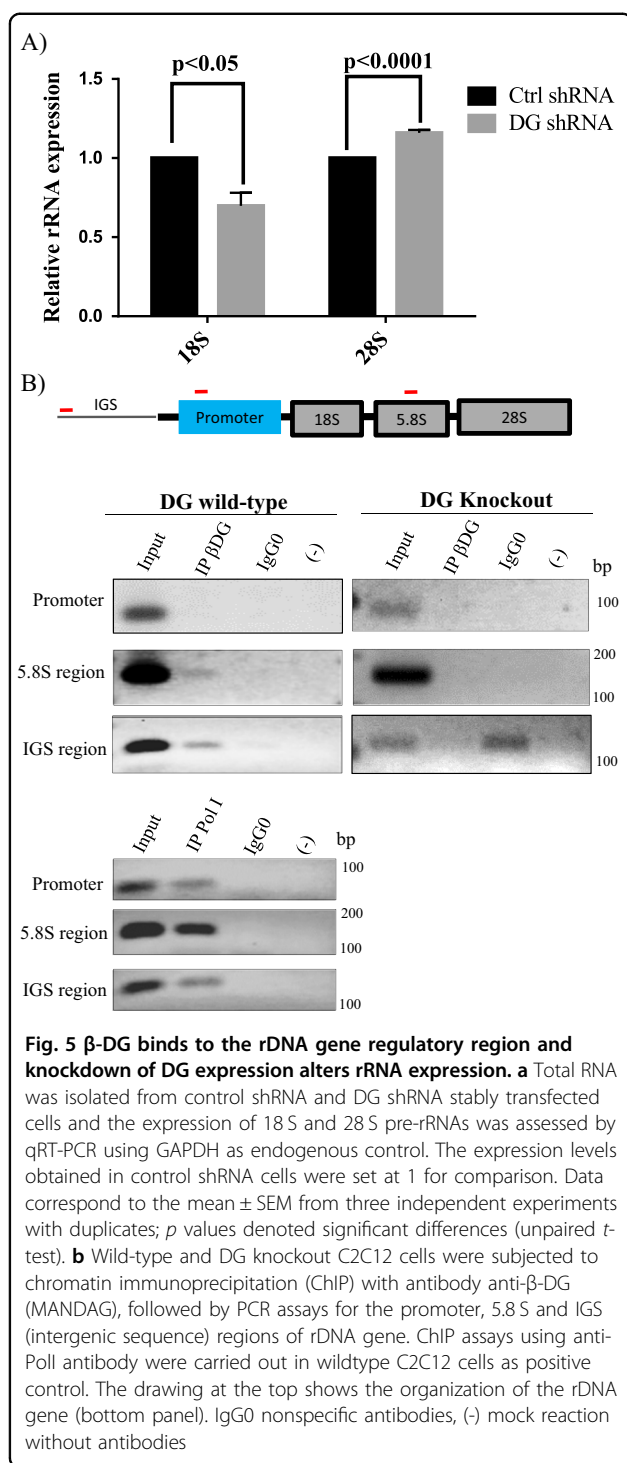 A)
p<0.05
p<0.0001
Ctrl shRNA
DG shRNA
Relative rRNA expression
1.5
1.0
0.5
0.0
18S
28S
B)
IGS
Promoter
18S
5.8S
28S
DG wild-type
DG Knockout
Input
IP βDG
IgG0
(-)
Input
IP βDG
IgG0
(-)
bp
Promoter
100
5.8S region
200
100
IGS region
100
Input
IP Pol I
IgG0
(-)
bp
Promoter
100
5.8S region
200
100
IGS region
100
Fig. 5 β-DG binds to the rDNA gene regulatory region and
knockdown of DG expression alters rRNA expression. a Total RNA
was isolated from control shRNA and DG shRNA stably transfected
cells and the expression of 18 S and 28 S pre-rRNAs was assessed by
qRT-PCR using GAPDH as endogenous control. The expression levels
obtained in control shRNA cells were set at 1 for comparison. Data
correspond to the mean ± SEM from three independent experiments
with duplicates; p values denoted significant differences (unpaired t-
test). b Wild-type and DG knockout C2C12 cells were subjected to
chromatin immunoprecipitation (ChIP) with antibody anti-β-DG
(MANDAG), followed by PCR assays for the promoter, 5.8 S and IGS
(intergenic sequence) regions of rDNA gene. ChIP assays using anti-
PolI antibody were carried out in wildtype C2C12 cells as positive
control. The drawing at the top shows the organization of the rDNA
gene (bottom panel). IgG0 nonspecific antibodies, (-) mock reaction
without antibodies